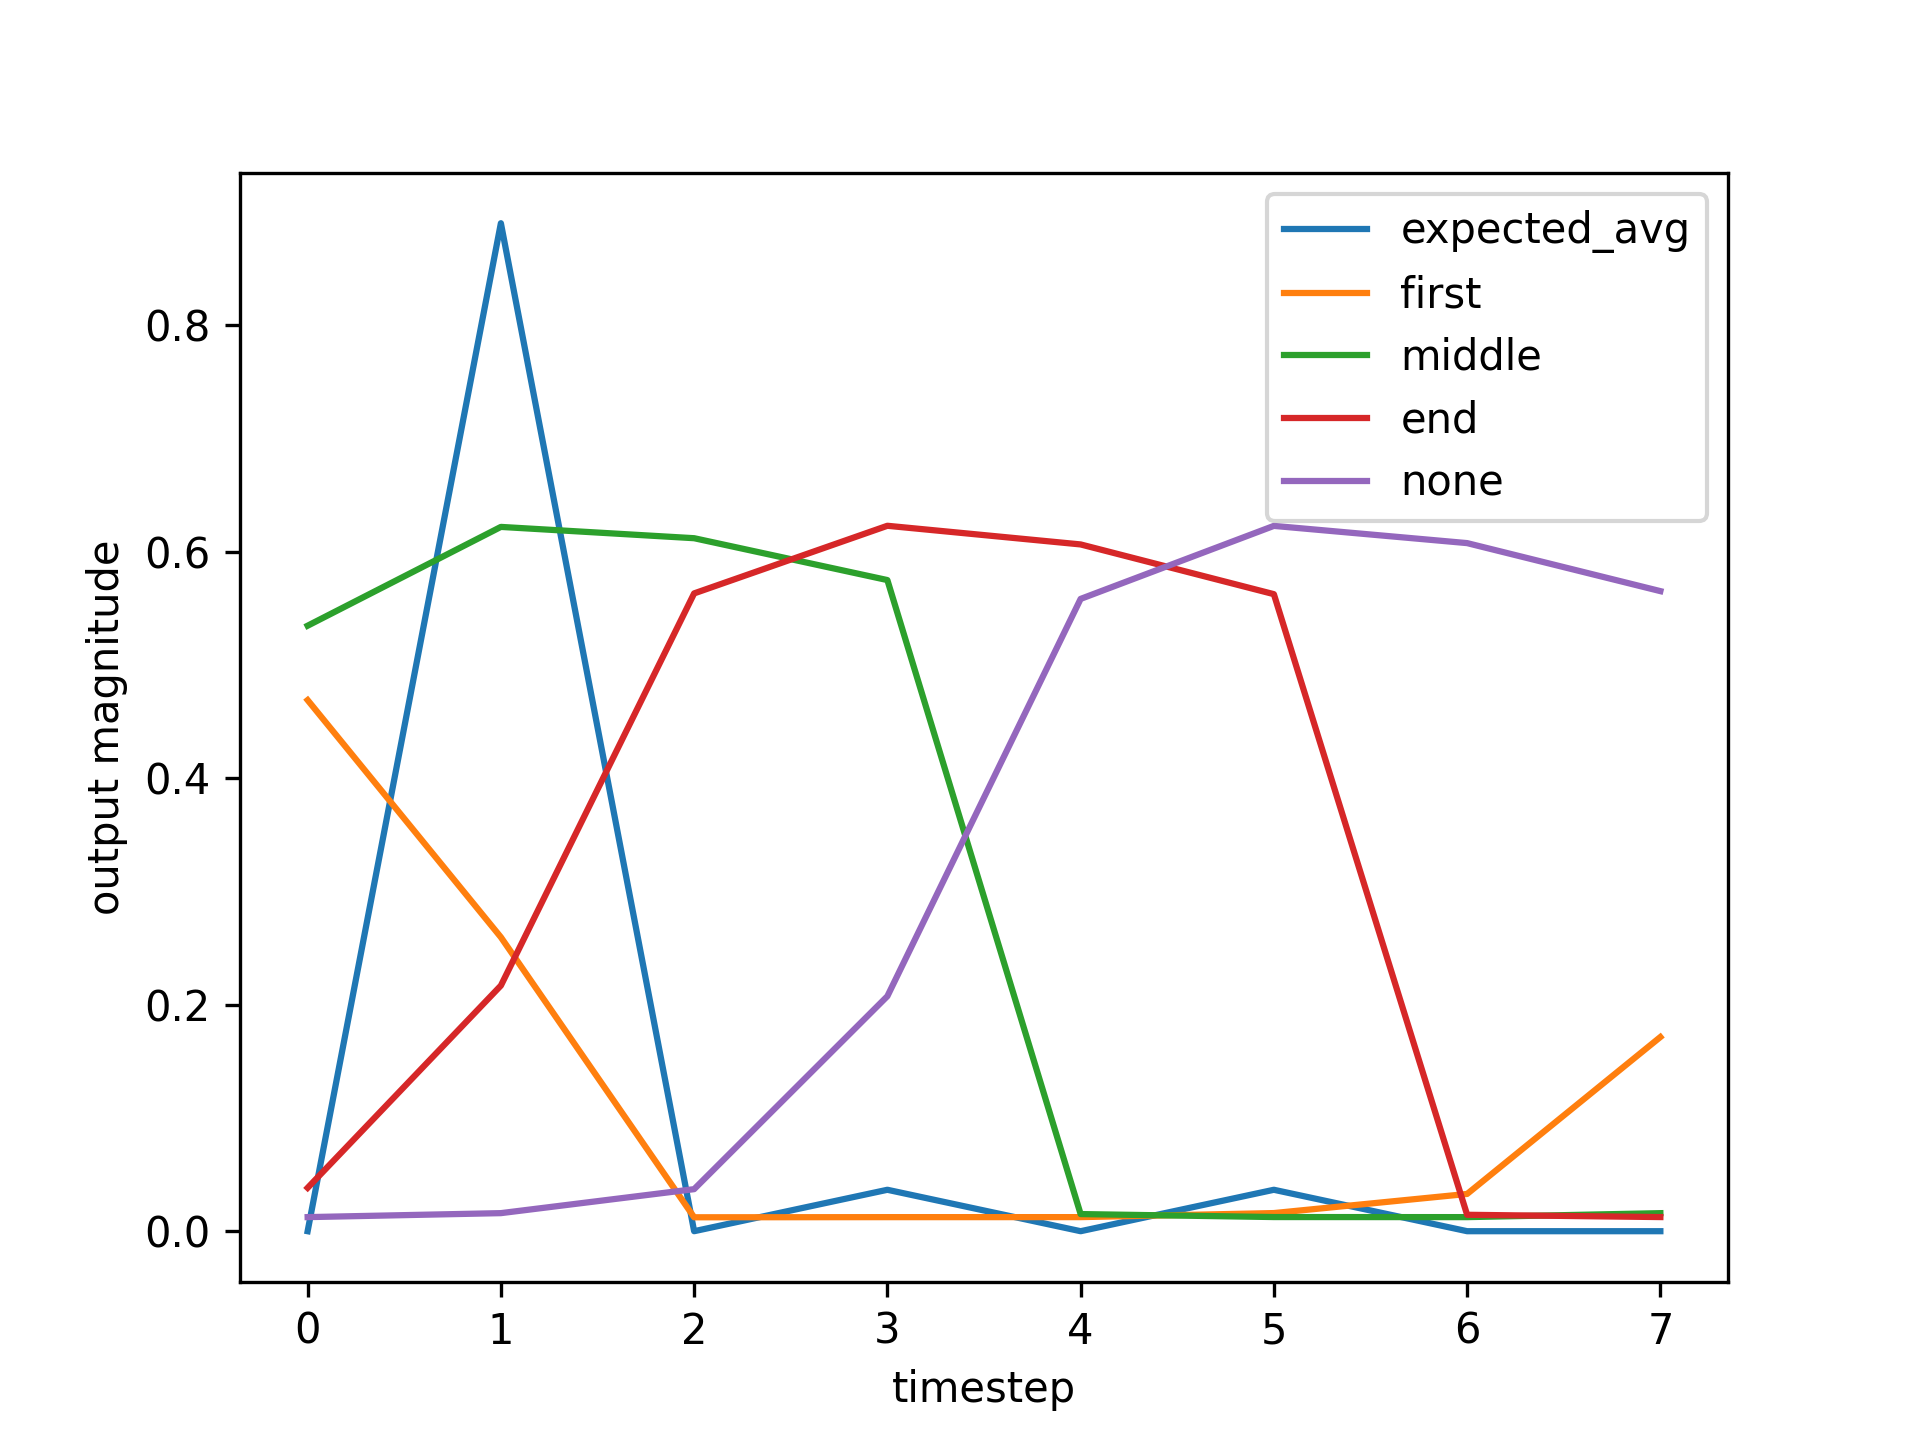 expected_avg
first
middle
end
none
output magnitude
0.8
0.6
0.4
0.2
0.0
0 1 2 3 4 5 6 7
timestep